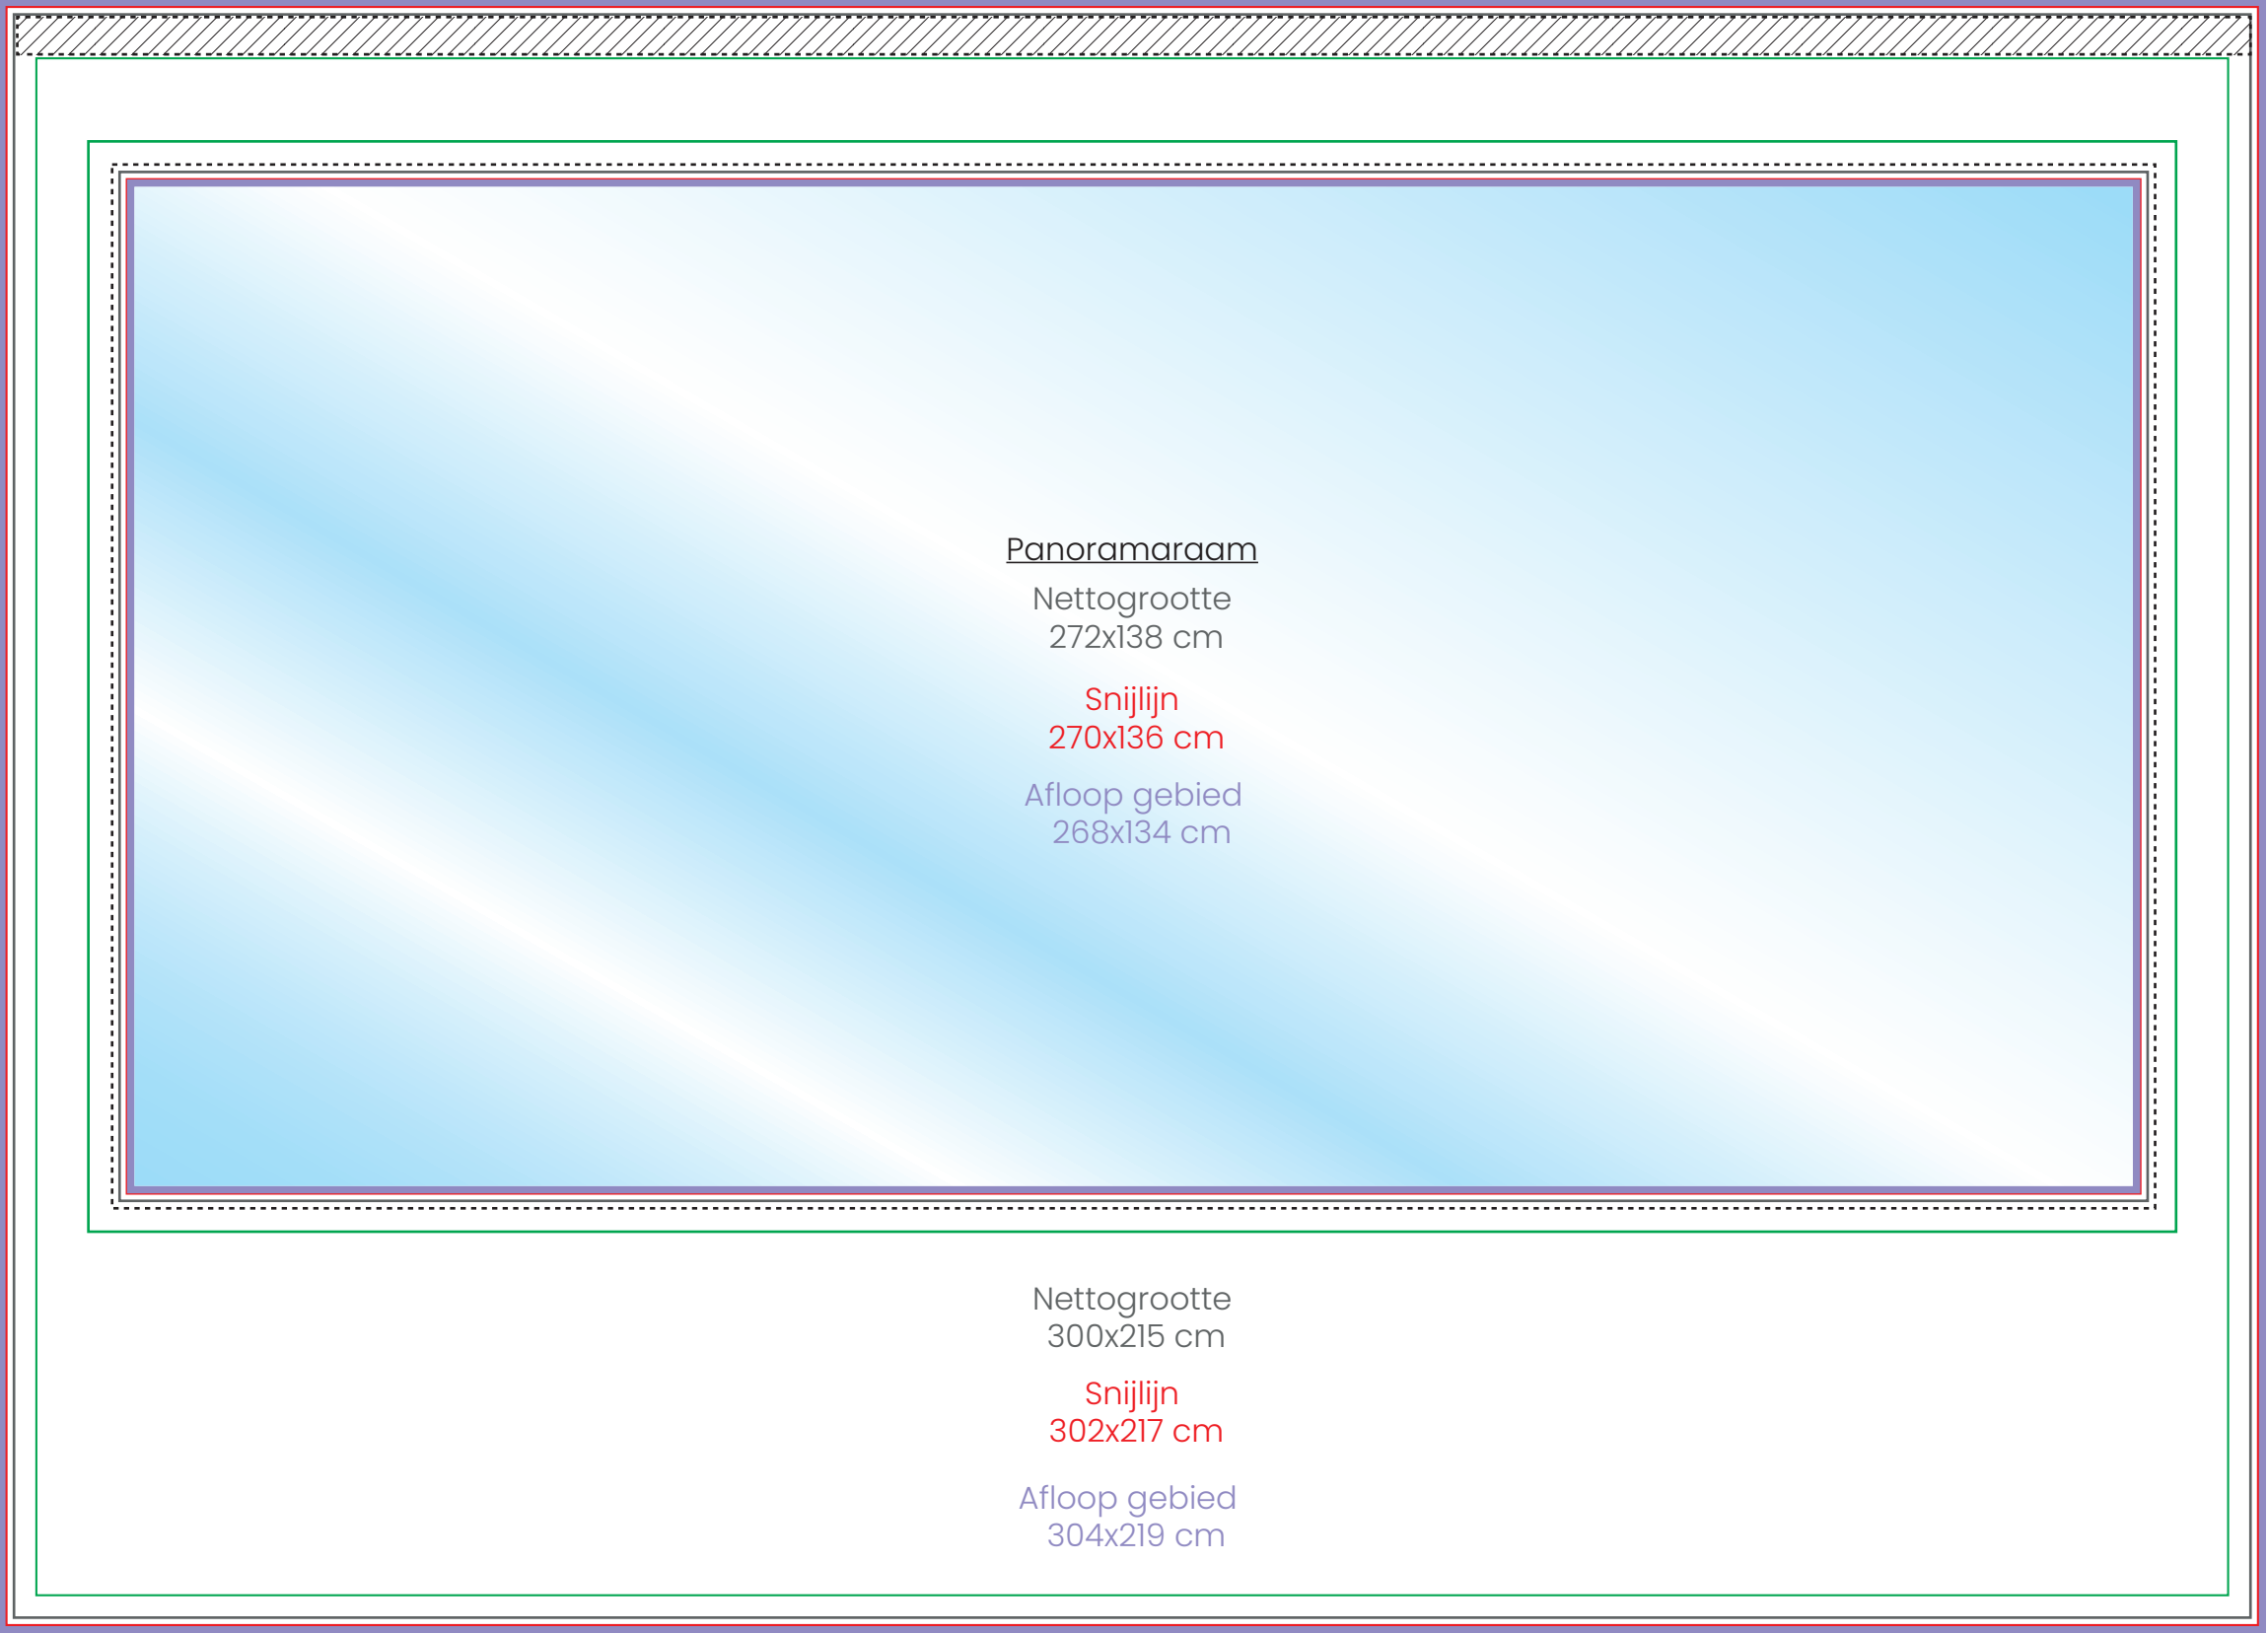 Panoramaraam
Nettogrootte
272x138 cm
Snijlijn
270x136 cm
Afloop gebied
268x134 cm
Nettogrootte
300x215 cm
Snijlijn
302x217 cm
Afloop gebied
304x219 cm